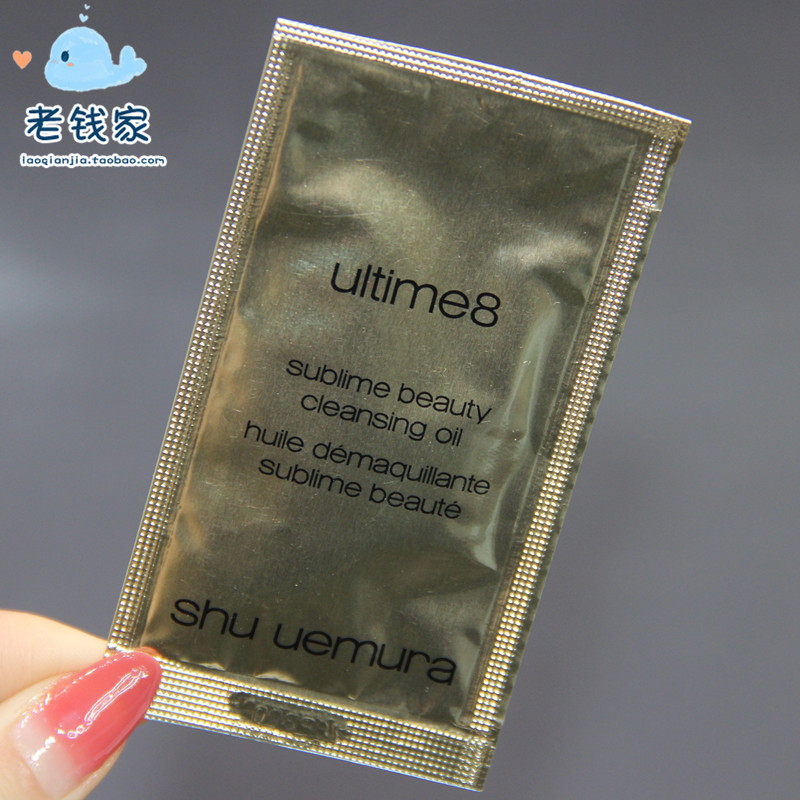 老钱家
laoqianjia.taobao.com
ultime8
sublime beauty
cleansing oil
huile démaquillante
sublime beauté
shu uemura